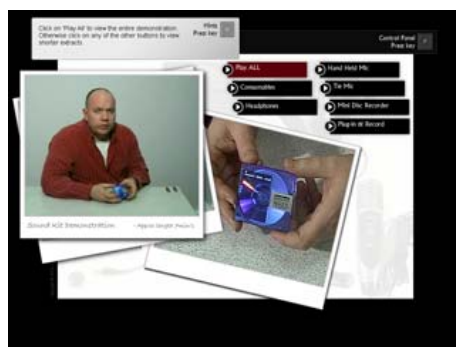 Click on 'Play All' to view the entire demonstration.
Otherwise click on any of the other buttons to view
shorter extracts.
Hints
Press key
Control Panel
Press key
Play ALL
Hand Held Mic
Consumables
Tie Mic
Headphones
Mini Disc Recorder
Plug-in & Record
Sound Kit Demonstration